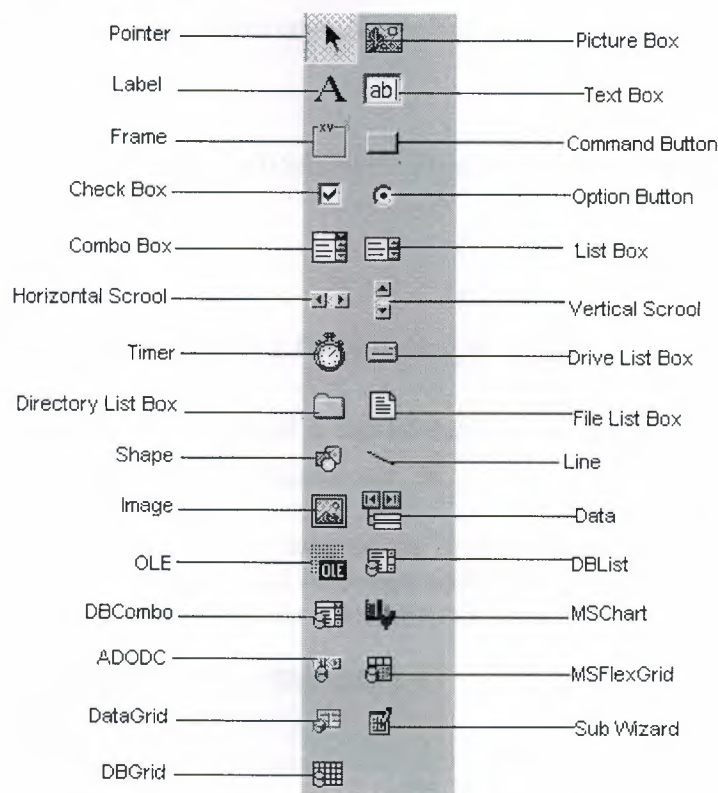 Pointer
Picture Box
Label
A
ab
Text Box
Frame
xy
Command Button
Check Box
Option Button
Combo Box
List Box
Horizontal Scrool
Vertical Scrool
Timer
Drive List Box
Directory List Box
File List Box
Shape
Line
Image
Data
OLE
OLE
DBList
DBCombo
MSChart
ADODC
MSFlexGrid
DataGrid
Sub Wizard
DBGrid